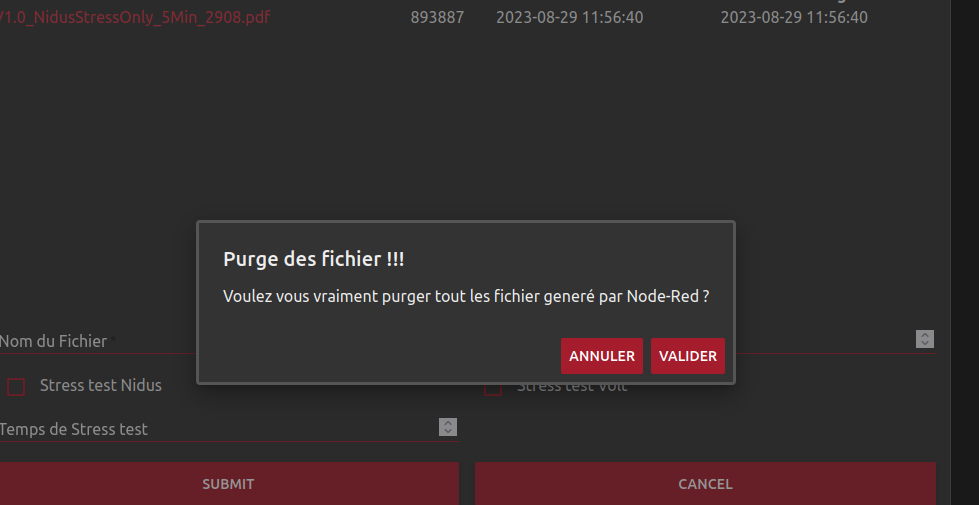 V1.0_NidusStressOnly_5Min_2908.pdf 893887 2023-08-29 11:56:40 2023-08-29 11:56:40
Purge des fichier !!!
Voulez vous vraiment purger tout les fichier generé par Node-Red ?
ANNULER VALIDER
Nom du Fichier *
Stress test Nidus Stress test Volt
Temps de Stress test
SUBMIT CANCEL